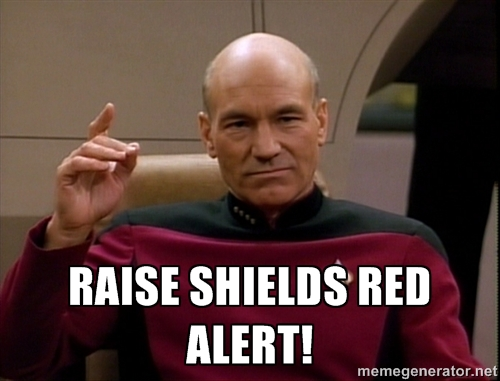 RAISE SHIELDS RED
ALERT!
memegenerator.net